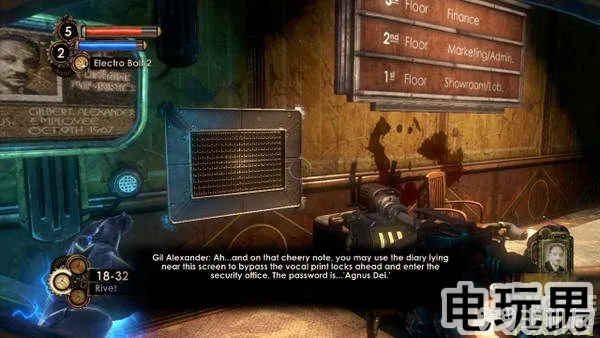 5
2
Electro Bolt 2
GILBERT ALEXANDER
EMPLOYEE
OCT.9TH.1967
3rd Floor Finance
2nd Floor Marketing/Admin.
1st Floor Showroom/Lob.
18-32
Rivet
Gil Alexander: Ah...and on that cheery note, you may use the diary lying
near this screen to bypass the vocal print locks ahead and enter the
security office. The password is...'Agnus Dei.'
电玩男